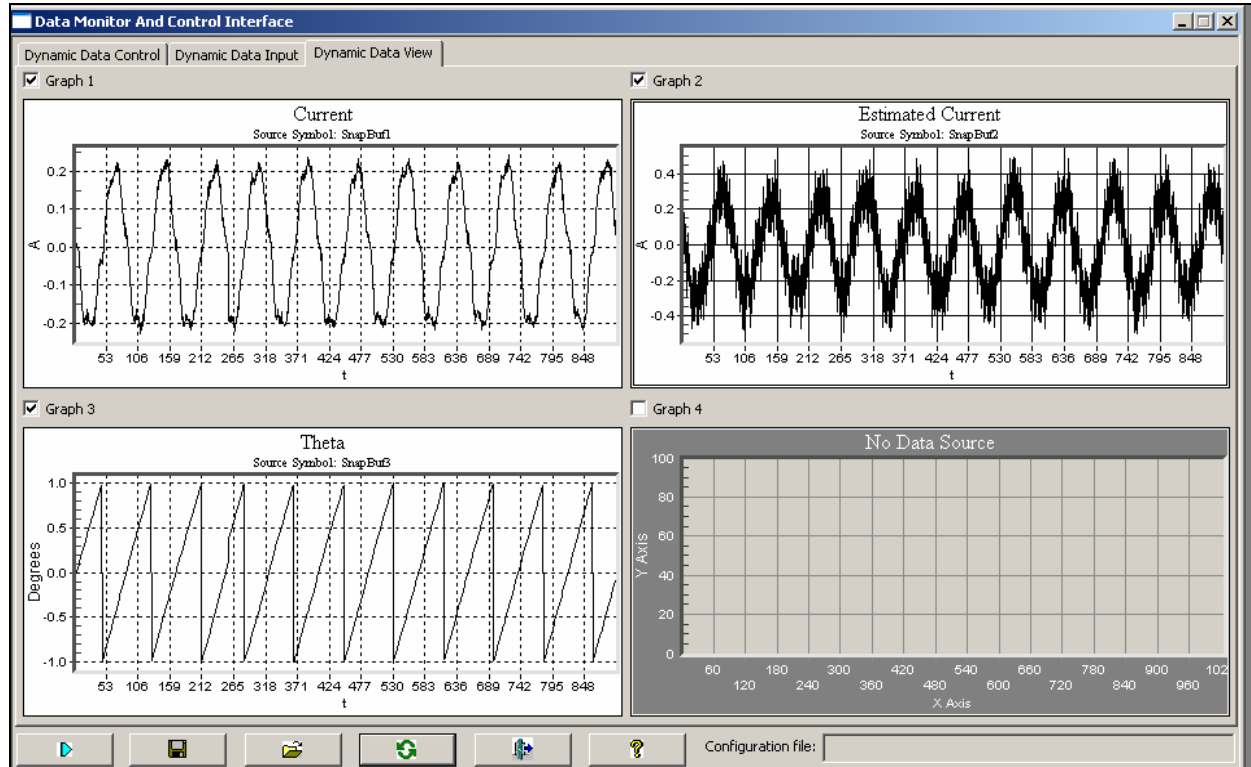 Data Monitor And Control Interface
Dynamic Data Control Dynamic Data Input Dynamic Data View
Graph 1
Current
Source Symbol: SnapBuf1
0.2
0.1
0.0
-0.1
-0.2
A
53 106 159 212 265 318 371 424 477 530 583 636 689 742 795 848
t
Graph 2
Estimated Current
Source Symbol: SnapBuf2
0.4
0.2
0.0
-0.2
-0.4
A
53 106 159 212 265 318 371 424 477 530 583 636 689 742 795 848
t
Graph 3
Theta
Source Symbol: SnapBuf3
1.0
0.5
0.0
-0.5
-1.0
Degrees
53 106 159 212 265 318 371 424 477 530 583 636 689 742 795 848
t
Graph 4
No Data Source
100
80
60
40
20
0
Y Axis
60 180 300 420 540 660 780 900 102
120 240 360 480 600 720 840 960
X Axis
Configuration file: